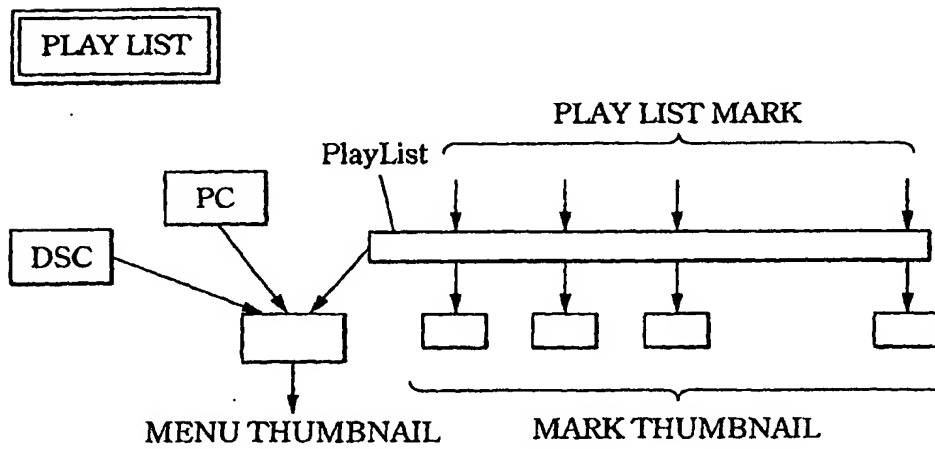 PLAY LIST
PLAY LIST MARK
PlayList
PC
DSC
MENU THUMBNAIL
MARK THUMBNAIL